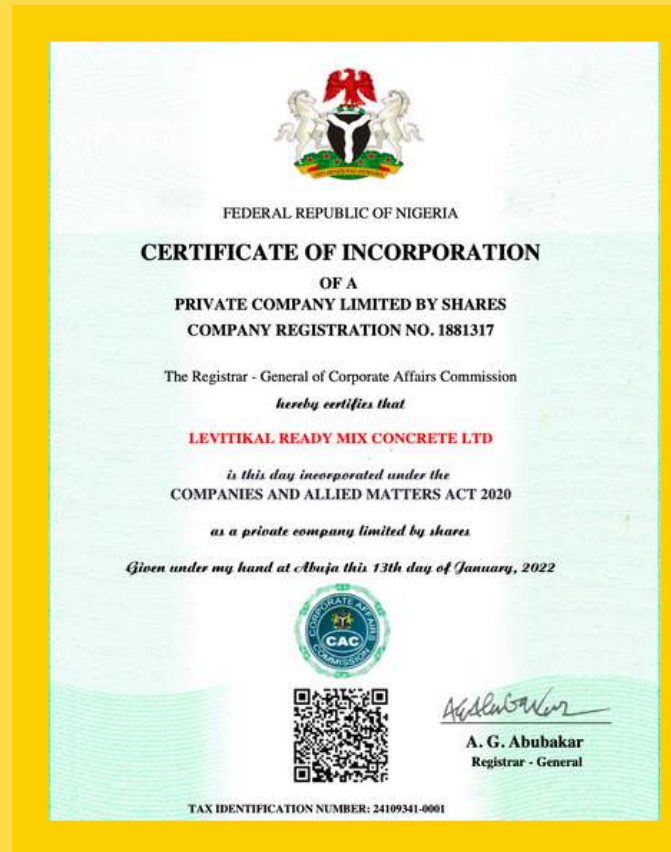 FEDERAL REPUBLIC OF NIGERIA
CERTIFICATE OF INCORPORATION
OF A
PRIVATE COMPANY LIMITED BY SHARES
COMPANY REGISTRATION NO. 1881317
The Registrar - General of Corporate Affairs Commission
hereby certifies that
LEVITIKAL READY MIX CONCRETE LTD
is this day incorporated under the
COMPANIES AND ALLIED MATTERS ACT 2020
as a private company limited by shares
Given under my hand at Abuja this 13th day of January, 2022
CORPORATE AFFAIRS
CAC
COMMISSION
A. G. Abubakar
Registrar - General
TAX IDENTIFICATION NUMBER: 24109341-0001